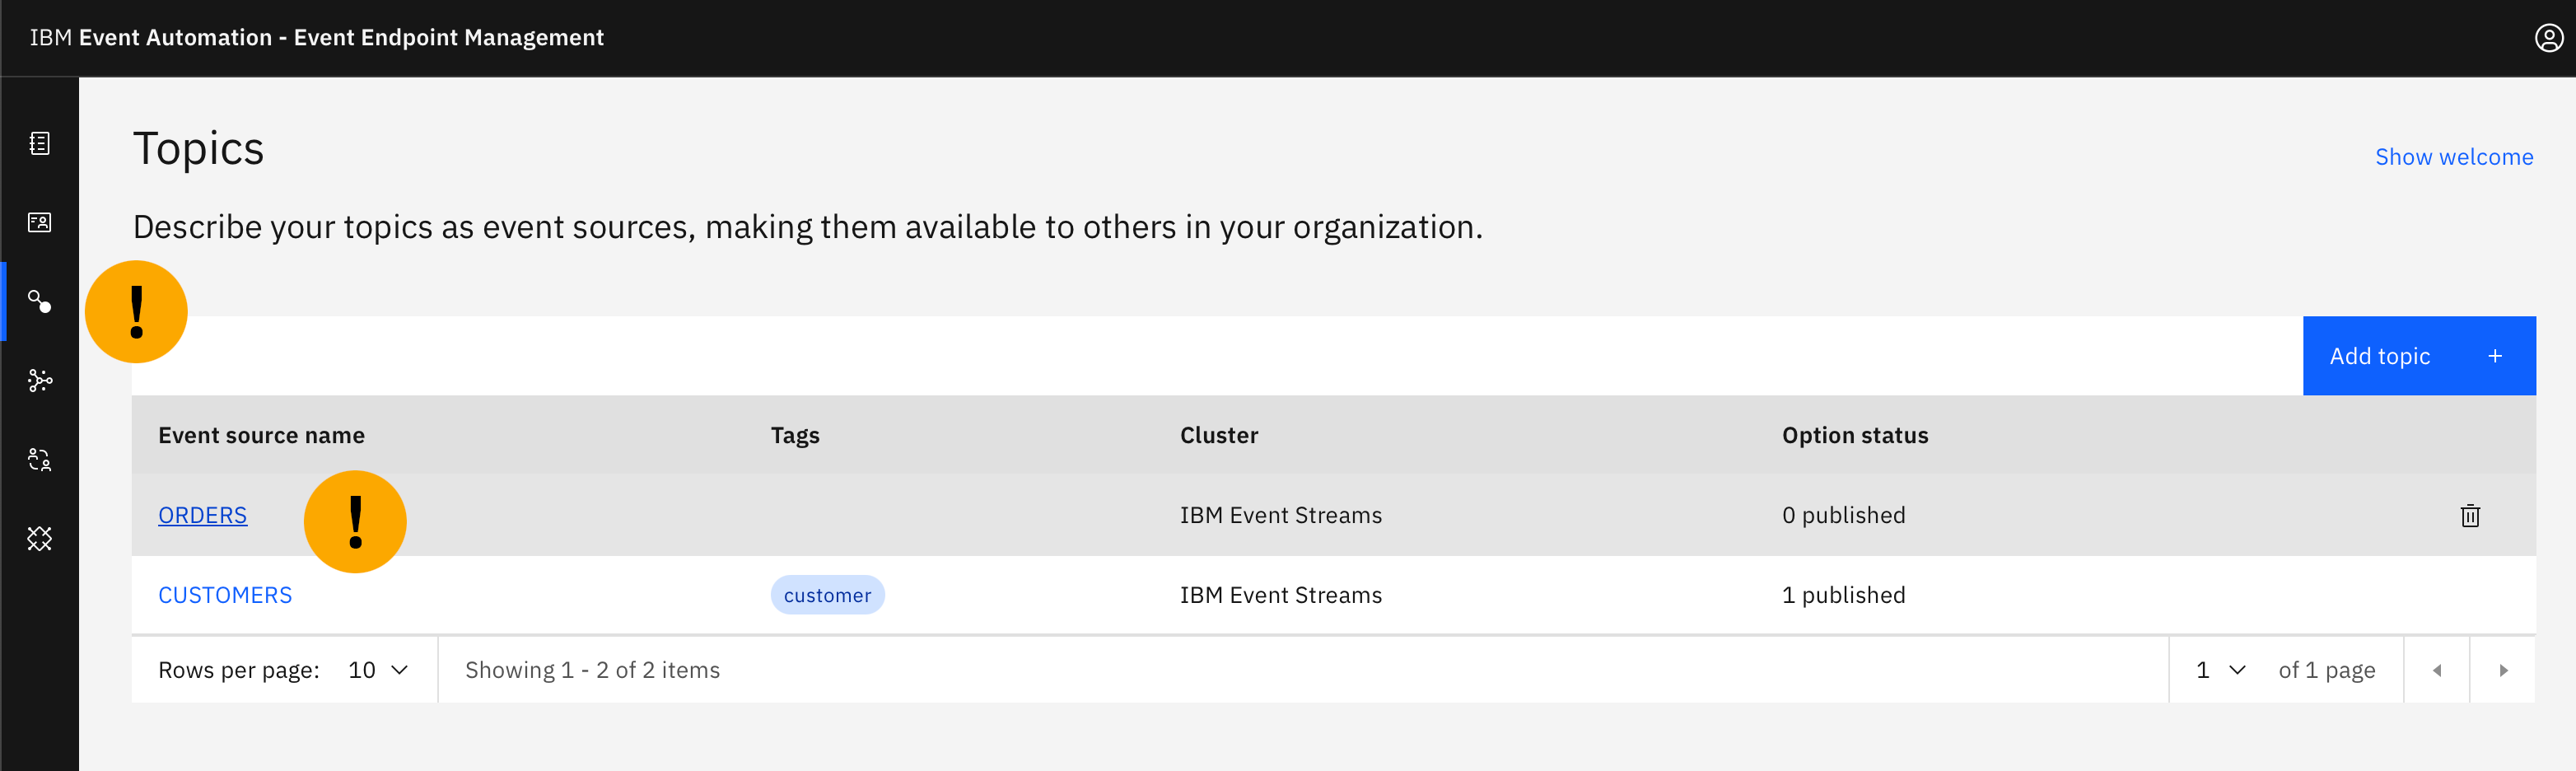 IBM Event Automation - Event Endpoint Management
Topics
Show welcome
Describe your topics as event sources, making them available to others in your organization.
!
Add topic +
Event source name Tags Cluster Option status
ORDERS ! IBM Event Streams 0 published
CUSTOMERS customer IBM Event Streams 1 published
Rows per page: 10 Showing 1 - 2 of 2 items 1 of 1 page